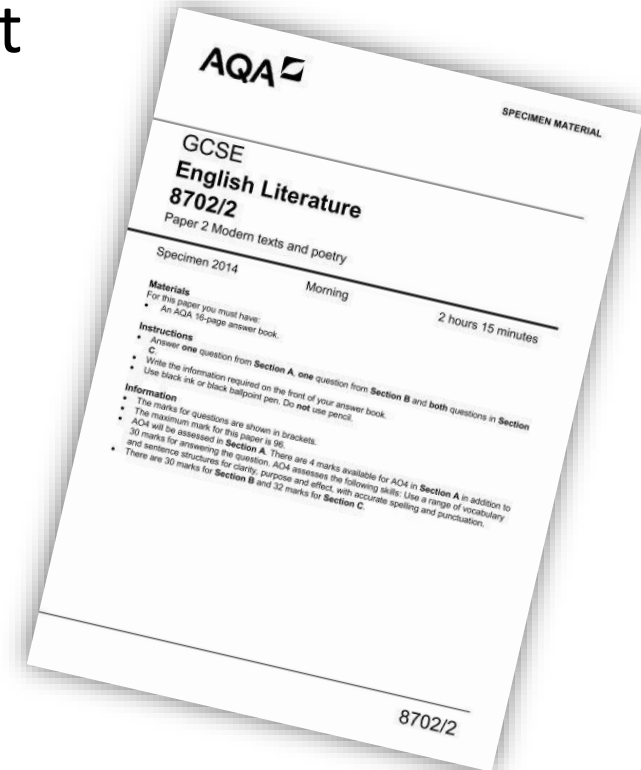 t
AQA
SPECIMEN MATERIAL
GCSE
English Literature
8702/2
Paper 2 Modern texts and poetry
Specimen 2014 Morning 2 hours 15 minutes
Materials
For this paper you must have:
• An AQA 16-page answer book.
Instructions
• Answer one question from Section A, one question from Section B and both questions in Section
C.
• Write the information required on the front of your answer book.
• Use black ink or black ballpoint pen. Do not use pencil.
Information
• The marks for questions are shown in brackets.
• The maximum mark for this paper is 96.
• AO4 will be assessed in Section A. There are 4 marks available for AO4 in Section A in addition to
30 marks for answering the question. AO4 assesses the following skills: Use a range of vocabulary
and sentence structures for clarity, purpose and effect, with accurate spelling and punctuation.
• There are 30 marks for Section B and 32 marks for Section C.
8702/2